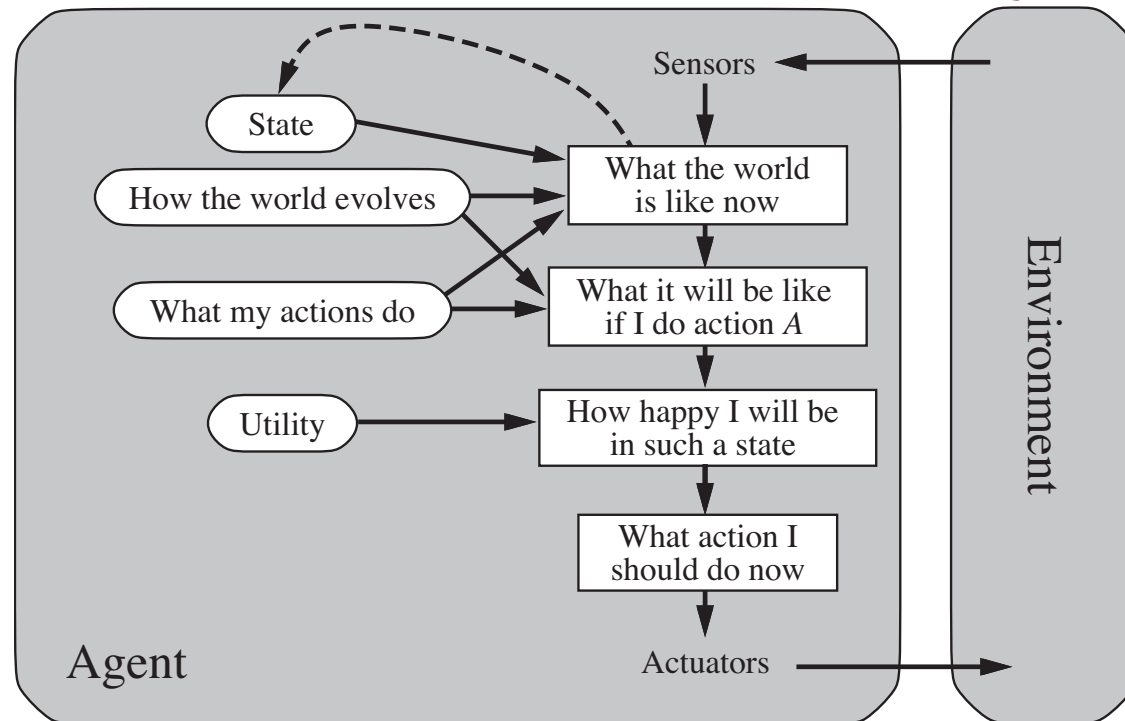 Sensors
State
What the world
is like now
How the world evolves
What it will be like
if I do action A
What my actions do
How happy I will be
in such a state
Utility
What action I
should do now
Agent
Actuators
Environment